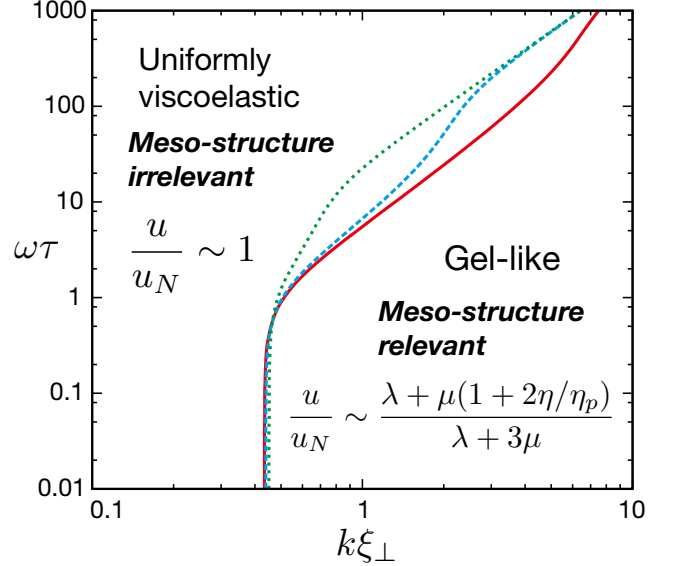 1000
100
10
1
0.1
0.01
ωτ
Uniformly
viscoelastic
Meso-structure
irrelevant
u/u_N ∼ 1
Gel-like
Meso-structure
relevant
u/u_N ∼ (λ + μ(1 + 2η/η_p))/(λ + 3μ)
0.1 1 10
kξ_⊥